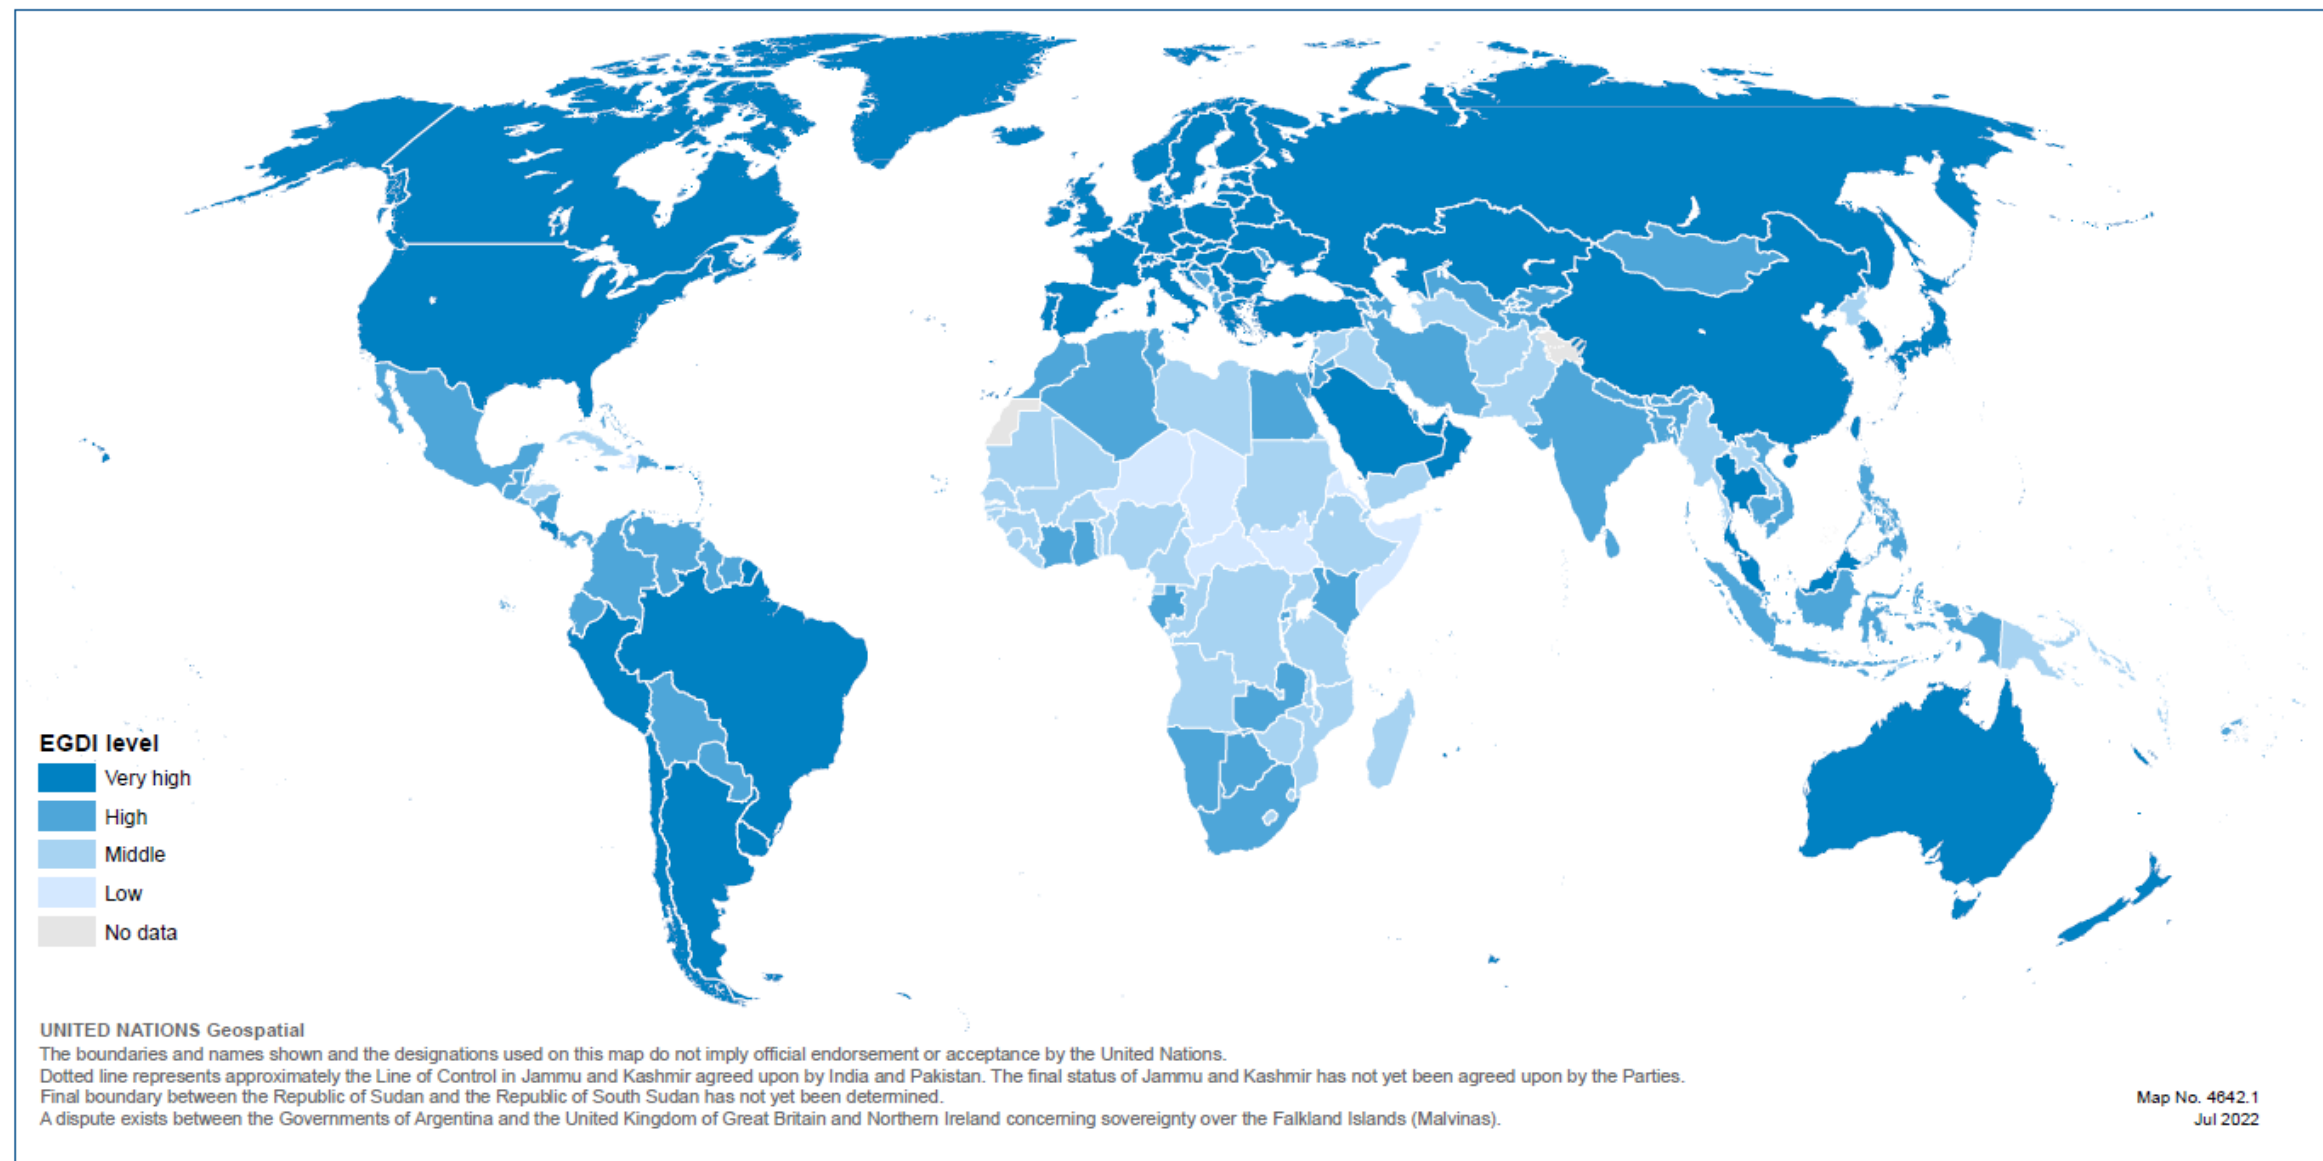 EGDI level
Very high
High
Middle
Low
No data
UNITED NATIONS Geospatial
The boundaries and names shown and the designations used on this map do not imply official endorsement or acceptance by the United Nations.
Dotted line represents approximately the Line of Control in Jammu and Kashmir agreed upon by India and Pakistan. The final status of Jammu and Kashmir has not yet been agreed upon by the Parties.
Final boundary between the Republic of Sudan and the Republic of South Sudan has not yet been determined.
A dispute exists between the Governments of Argentina and the United Kingdom of Great Britain and Northern Ireland concerning sovereignty over the Falkland Islands (Malvinas).
Map No. 4642.1
Jul 2022